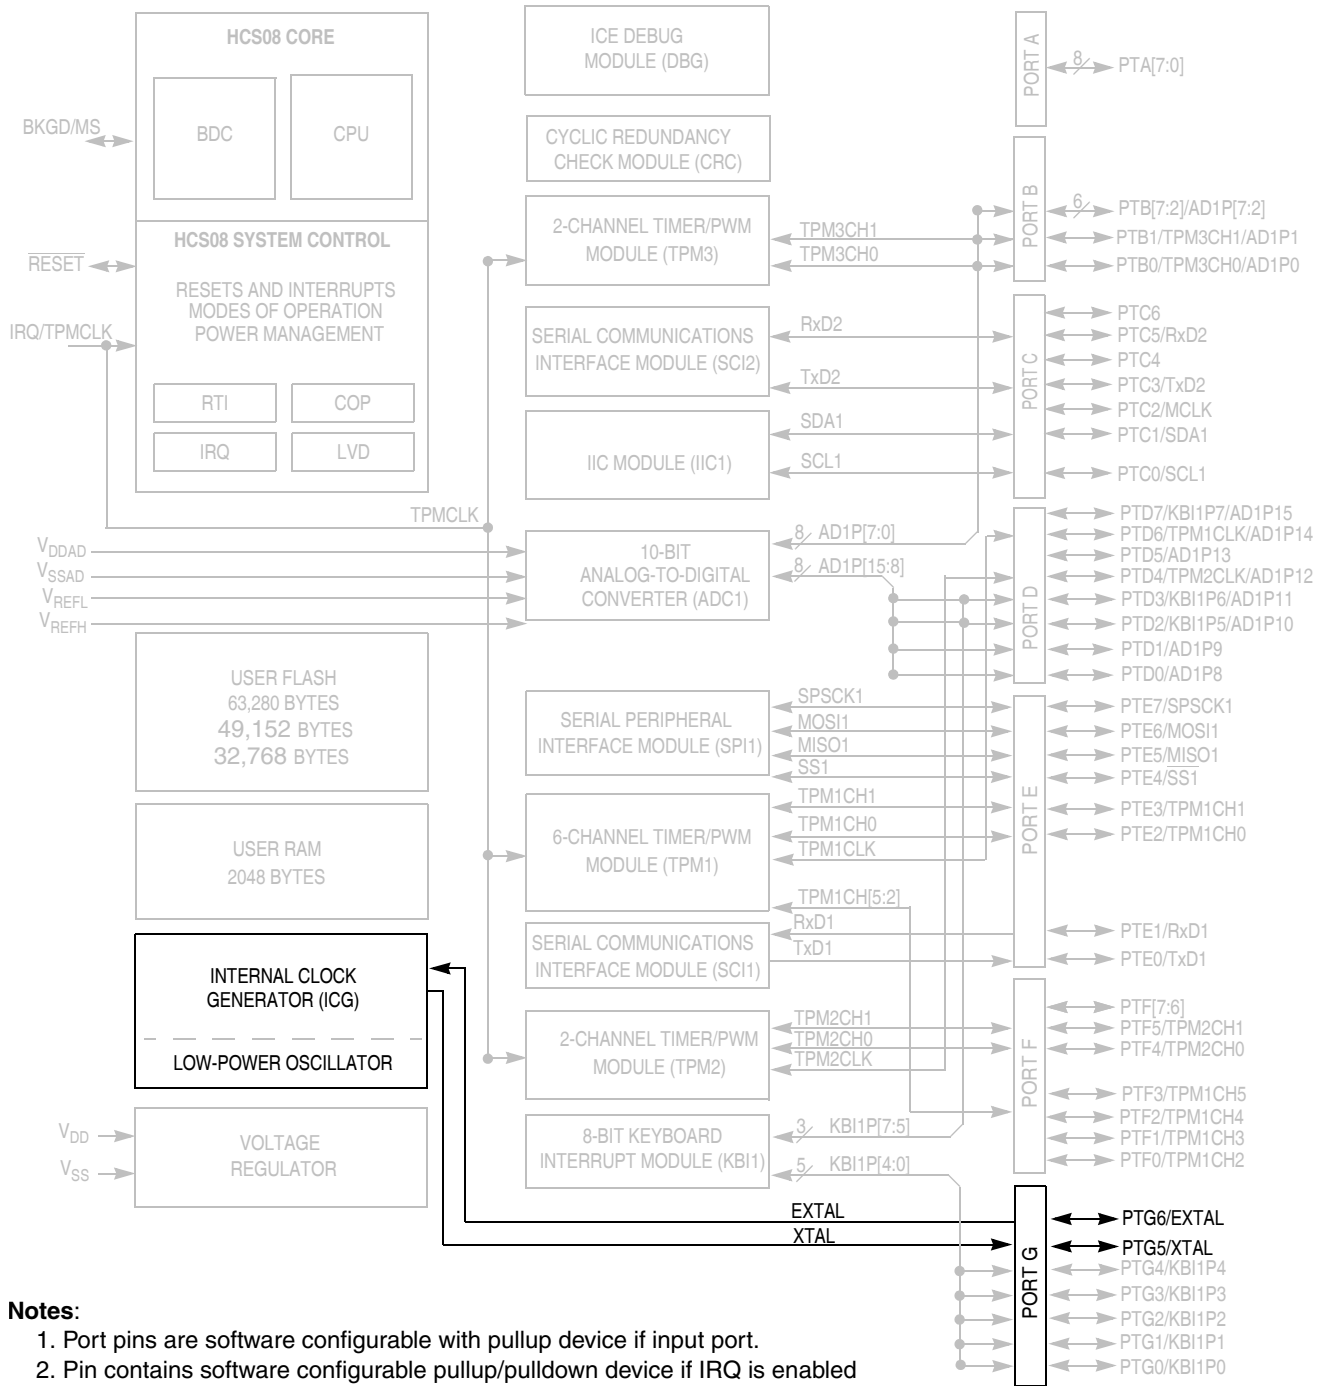 HCS08 CORE
BDC
CPU
BKGD/MS
HCS08 SYSTEM CONTROL
RESET
RESETS AND INTERRUPTS
MODES OF OPERATION
POWER MANAGEMENT
IRQ/TPMCLK
RTI
COP
IRQ
LVD
TPMCLK
VDDAD
VSSAD
VREFL
VREFH
USER FLASH
63,280 BYTES
49,152 BYTES
32,768 BYTES
USER RAM
2048 BYTES
INTERNAL CLOCK
GENERATOR (ICG)
LOW-POWER OSCILLATOR
VDD
VSS
VOLTAGE
REGULATOR
ICE DEBUG
MODULE (DBG)
CYCLIC REDUNDANCY
CHECK MODULE (CRC)
2-CHANNEL TIMER/PWM
MODULE (TPM3)
TPM3CH1
TPM3CH0
SERIAL COMMUNICATIONS
INTERFACE MODULE (SCI2)
RxD2
TxD2
IIC MODULE (IIC1)
SDA1
SCL1
10-BIT
ANALOG-TO-DIGITAL
CONVERTER (ADC1)
8 AD1P[7:0]
8 AD1P[15:8]
SERIAL PERIPHERAL
INTERFACE MODULE (SPI1)
SPSCK1
MOSI1
MISO1
SS1
6-CHANNEL TIMER/PWM
MODULE (TPM1)
TPM1CH1
TPM1CH0
TPM1CLK
TPM1CH[5:2]
SERIAL COMMUNICATIONS
INTERFACE MODULE (SCI1)
RxD1
TxD1
2-CHANNEL TIMER/PWM
MODULE (TPM2)
TPM2CH1
TPM2CH0
TPM2CLK
8-BIT KEYBOARD
INTERRUPT MODULE (KBI1)
3 KBI1P[7:5]
5 KBI1P[4:0]
EXTAL
XTAL
PORT A
8 PTA[7:0]
PORT B
6 PTB[7:2]/AD1P[7:2]
PTB1/TPM3CH1/AD1P1
PTB0/TPM3CH0/AD1P0
PORT C
PTC6
PTC5/RxD2
PTC4
PTC3/TxD2
PTC2/MCLK
PTC1/SDA1
PTC0/SCL1
PORT D
PTD7/KBI1P7/AD1P15
PTD6/TPM1CLK/AD1P14
PTD5/AD1P13
PTD4/TPM2CLK/AD1P12
PTD3/KBI1P6/AD1P11
PTD2/KBI1P5/AD1P10
PTD1/AD1P9
PTD0/AD1P8
PORT E
PTE7/SPSCK1
PTE6/MOSI1
PTE5/MISO1
PTE4/SS1
PTE3/TPM1CH1
PTE2/TPM1CH0
PTE1/RxD1
PTE0/TxD1
PORT F
PTF[7:6]
PTF5/TPM2CH1
PTF4/TPM2CH0
PTF3/TPM1CH5
PTF2/TPM1CH4
PTF1/TPM1CH3
PTF0/TPM1CH2
PORT G
PTG6/EXTAL
PTG5/XTAL
PTG4/KBI1P4
PTG3/KBI1P3
PTG2/KBI1P2
PTG1/KBI1P1
PTG0/KBI1P0
Notes:
1. Port pins are software configurable with pullup device if input port.
2. Pin contains software configurable pullup/pulldown device if IRQ is enabled